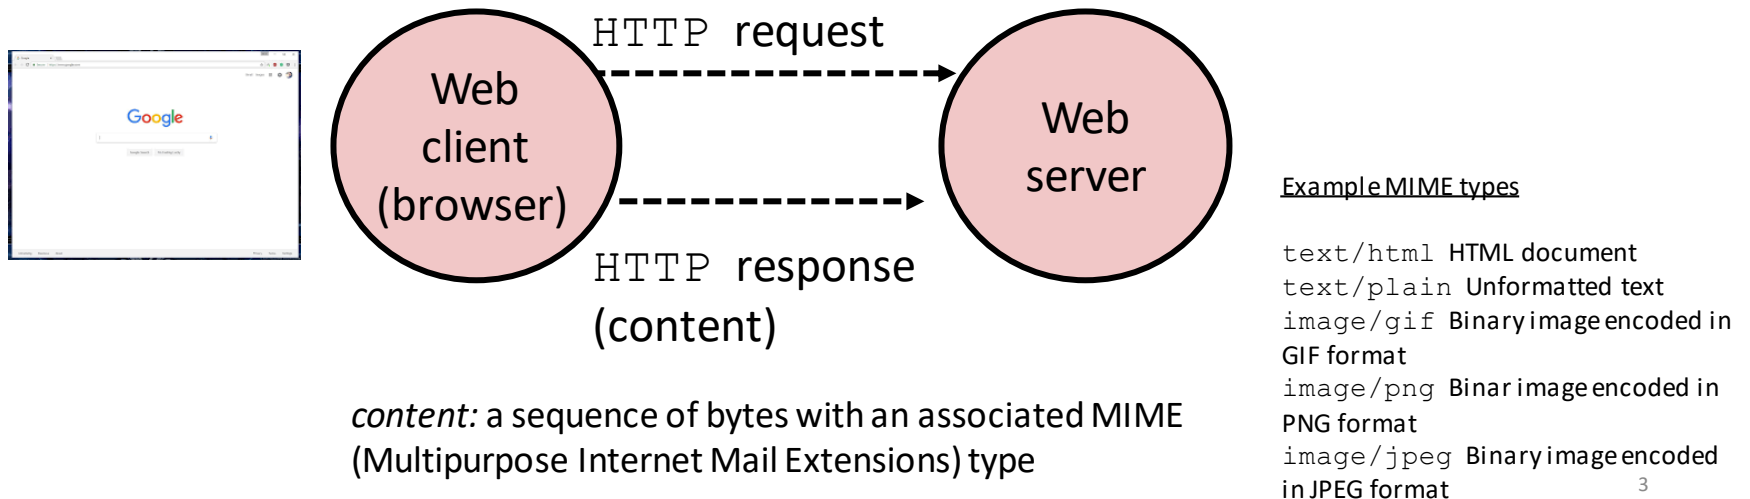 HTTP request
Web
client
(browser)
Web
server
HTTP response
(content)
Google
content: a sequence of bytes with an associated MIME
(Multipurpose Internet Mail Extensions) type
Example MIME types
text/html HTML document
text/plain Unformatted text
image/gif Binary image encoded in
GIF format
image/png Binar image encoded in
PNG format
image/jpeg Binary image encoded
in JPEG format
3